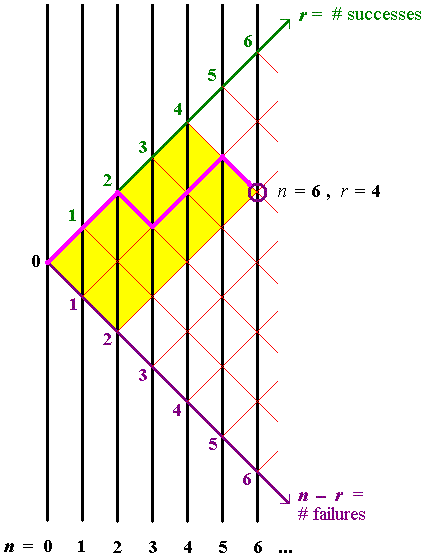 r = # successes
6
5
4
3
2
1
n = 6 , r = 4
0
1
2
3
4
5
6
n – r =
# failures
n = 0 1 2 3 4 5 6 ...